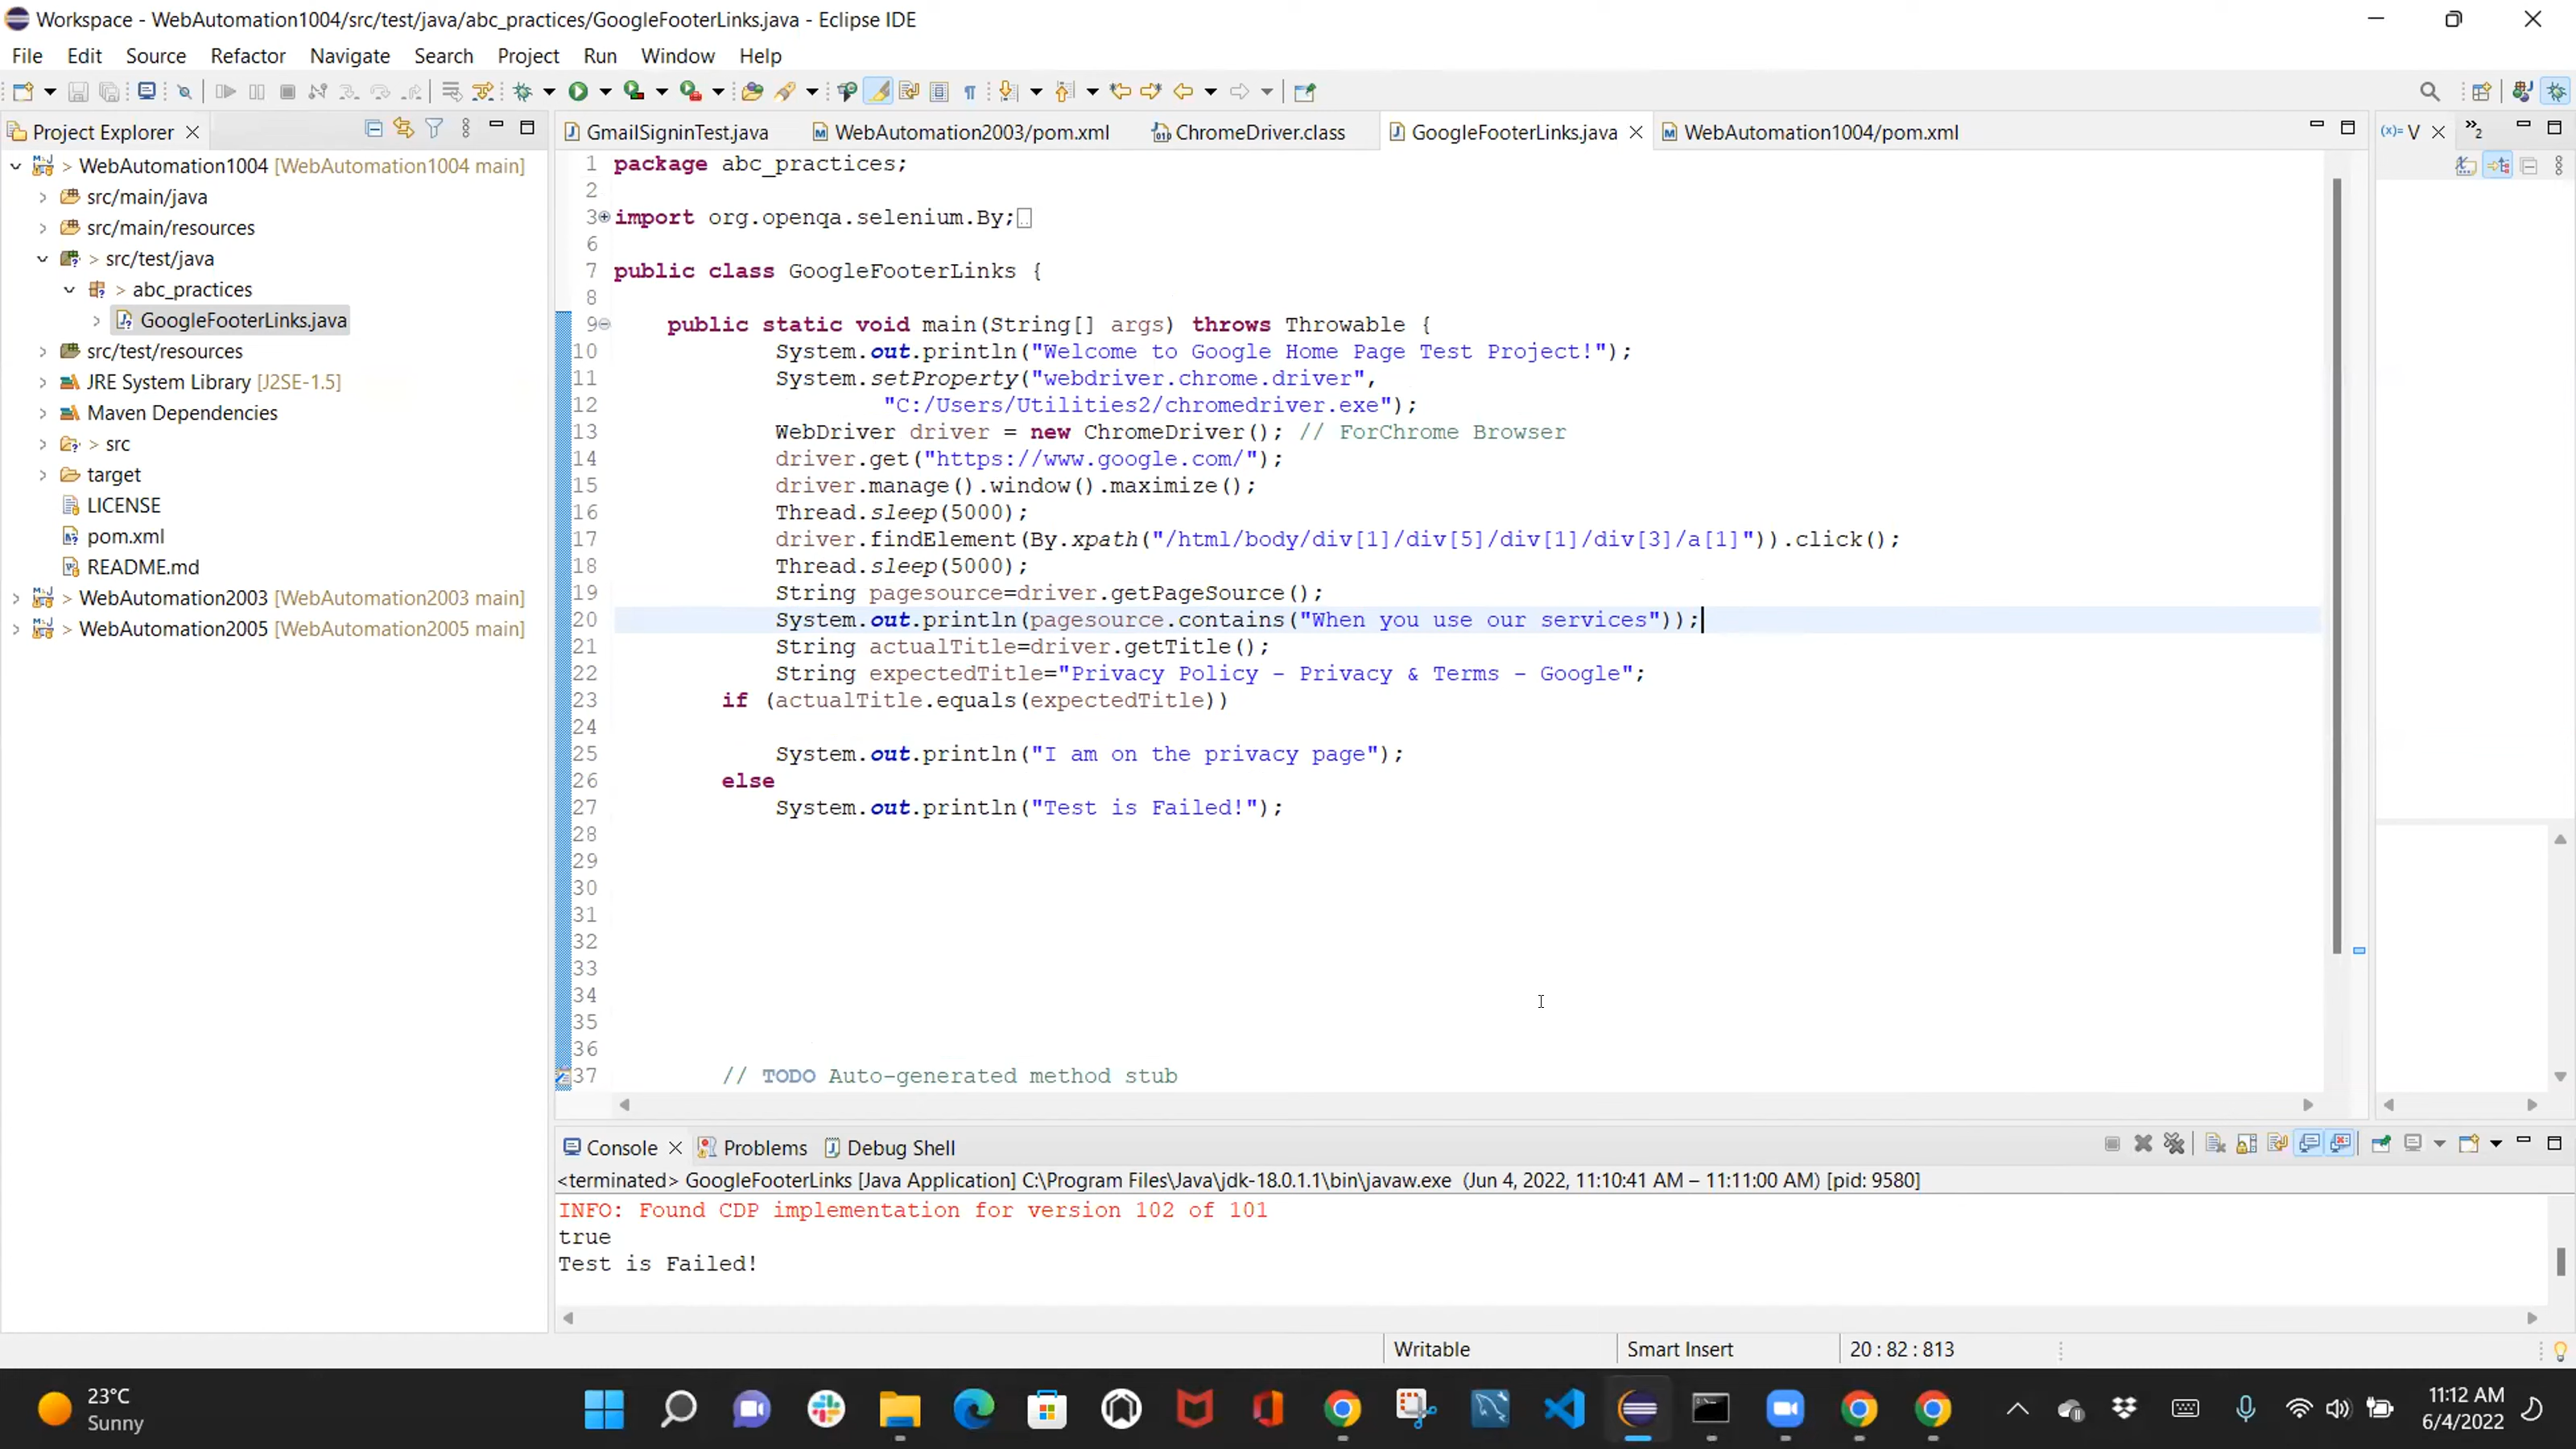 Workspace - WebAutomation1004/src/test/java/abc_practices/GoogleFooterLinks.java - Eclipse IDE
File Edit Source Refactor Navigate Search Project Run Window Help
Project Explorer
WebAutomation1004 [WebAutomation1004 main]
src/main/java
src/main/resources
src/test/java
abc_practices
GoogleFooterLinks.java
src/test/resources
JRE System Library [J2SE-1.5]
Maven Dependencies
src
target
LICENSE
pom.xml
README.md
WebAutomation2003 [WebAutomation2003 main]
WebAutomation2005 [WebAutomation2005 main]
GmailSigninTest.java WebAutomation2003/pom.xml ChromeDriver.class GoogleFooterLinks.java WebAutomation1004/pom.xml
(x)= V »2
1 package abc_practices;
2
3 import org.openqa.selenium.By;
6
7 public class GoogleFooterLinks {
8
9 public static void main(String[] args) throws Throwable {
10 System.out.println("Welcome to Google Home Page Test Project!");
11 System.setProperty("webdriver.chrome.driver",
12 "C:/Users/Utilities2/chromedriver.exe");
13 WebDriver driver = new ChromeDriver(); // ForChrome Browser
14 driver.get("https://www.google.com/");
15 driver.manage().window().maximize();
16 Thread.sleep(5000);
17 driver.findElement(By.xpath("/html/body/div[1]/div[5]/div[1]/div[3]/a[1]")).click();
18 Thread.sleep(5000);
19 String pagesource=driver.getPageSource();
20 System.out.println(pagesource.contains("When you use our services"));
21 String actualTitle=driver.getTitle();
22 String expectedTitle="Privacy Policy – Privacy & Terms – Google";
23 if (actualTitle.equals(expectedTitle))
24
25 System.out.println("I am on the privacy page");
26 else
27 System.out.println("Test is Failed!");
28
29
30
31
32
33
34
35
36
37 // TODO Auto-generated method stub
Console Problems Debug Shell
<terminated> GoogleFooterLinks [Java Application] C:\Program Files\Java\jdk-18.0.1.1\bin\javaw.exe (Jun 4, 2022, 11:10:41 AM – 11:11:00 AM) [pid: 9580]
INFO: Found CDP implementation for version 102 of 101
true
Test is Failed!
Writable Smart Insert 20 : 82 : 813
23°C
Sunny
11:12 AM
6/4/2022